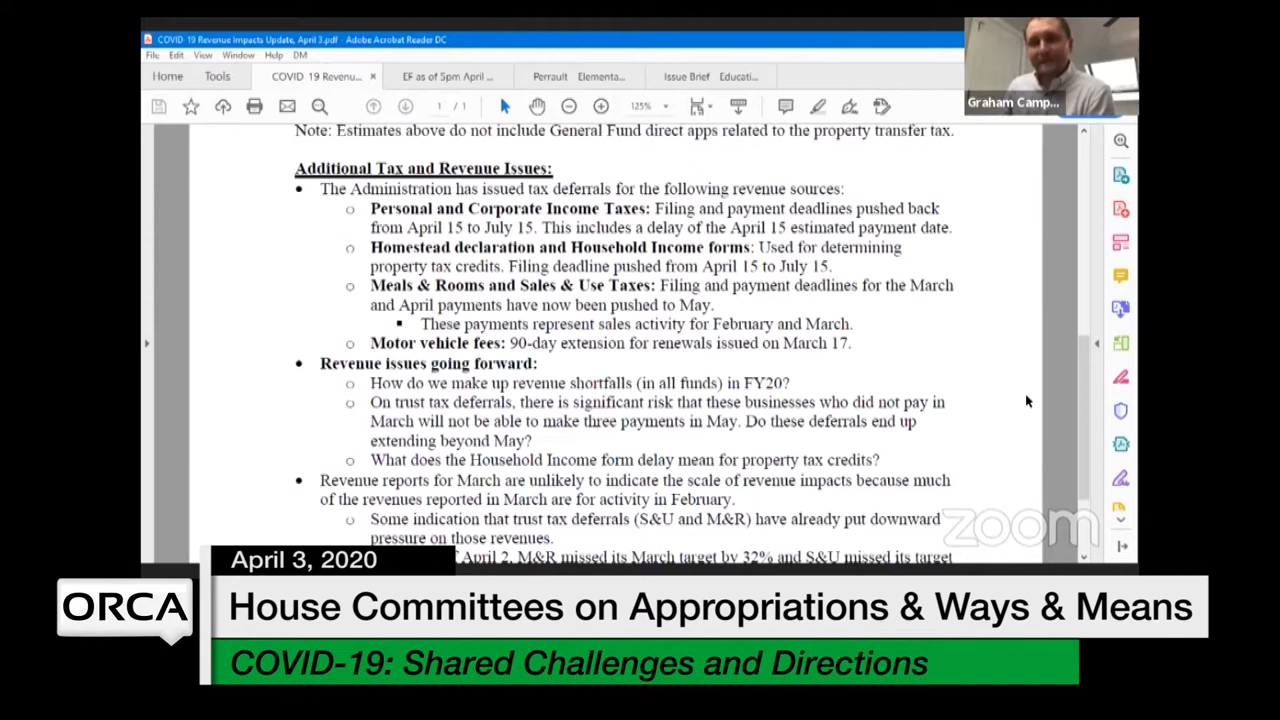 COVID-19 Revenue Impacts Update, April 3.pdf - Adobe Acrobat Reader DC
File Edit View Window Help DM
Home Tools COVID 19 Revenu... × EF as of 5pm April ... Perrault Elementa... Issue Brief Educati...
1 / 1 125%
Graham Camp...
Note: Estimates above do not include General Fund direct apps related to the property transfer tax.
Additional Tax and Revenue Issues:
• The Administration has issued tax deferrals for the following revenue sources:
○ Personal and Corporate Income Taxes: Filing and payment deadlines pushed back
from April 15 to July 15. This includes a delay of the April 15 estimated payment date.
○ Homestead declaration and Household Income forms: Used for determining
property tax credits. Filing deadline pushed from April 15 to July 15.
○ Meals & Rooms and Sales & Use Taxes: Filing and payment deadlines for the March
and April payments have now been pushed to May.
▪ These payments represent sales activity for February and March.
○ Motor vehicle fees: 90-day extension for renewals issued on March 17.
• Revenue issues going forward:
○ How do we make up revenue shortfalls (in all funds) in FY20?
○ On trust tax deferrals, there is significant risk that these businesses who did not pay in
March will not be able to make three payments in May. Do these deferrals end up
extending beyond May?
○ What does the Household Income form delay mean for property tax credits?
• Revenue reports for March are unlikely to indicate the scale of revenue impacts because much
of the revenues reported in March are for activity in February.
○ Some indication that trust tax deferrals (S&U and M&R) have already put downward
pressure on those revenues.
April 2, M&R missed its March target by 32% and S&U missed its target
zoom
April 3, 2020
ORCA
House Committees on Appropriations & Ways & Means
COVID-19: Shared Challenges and Directions